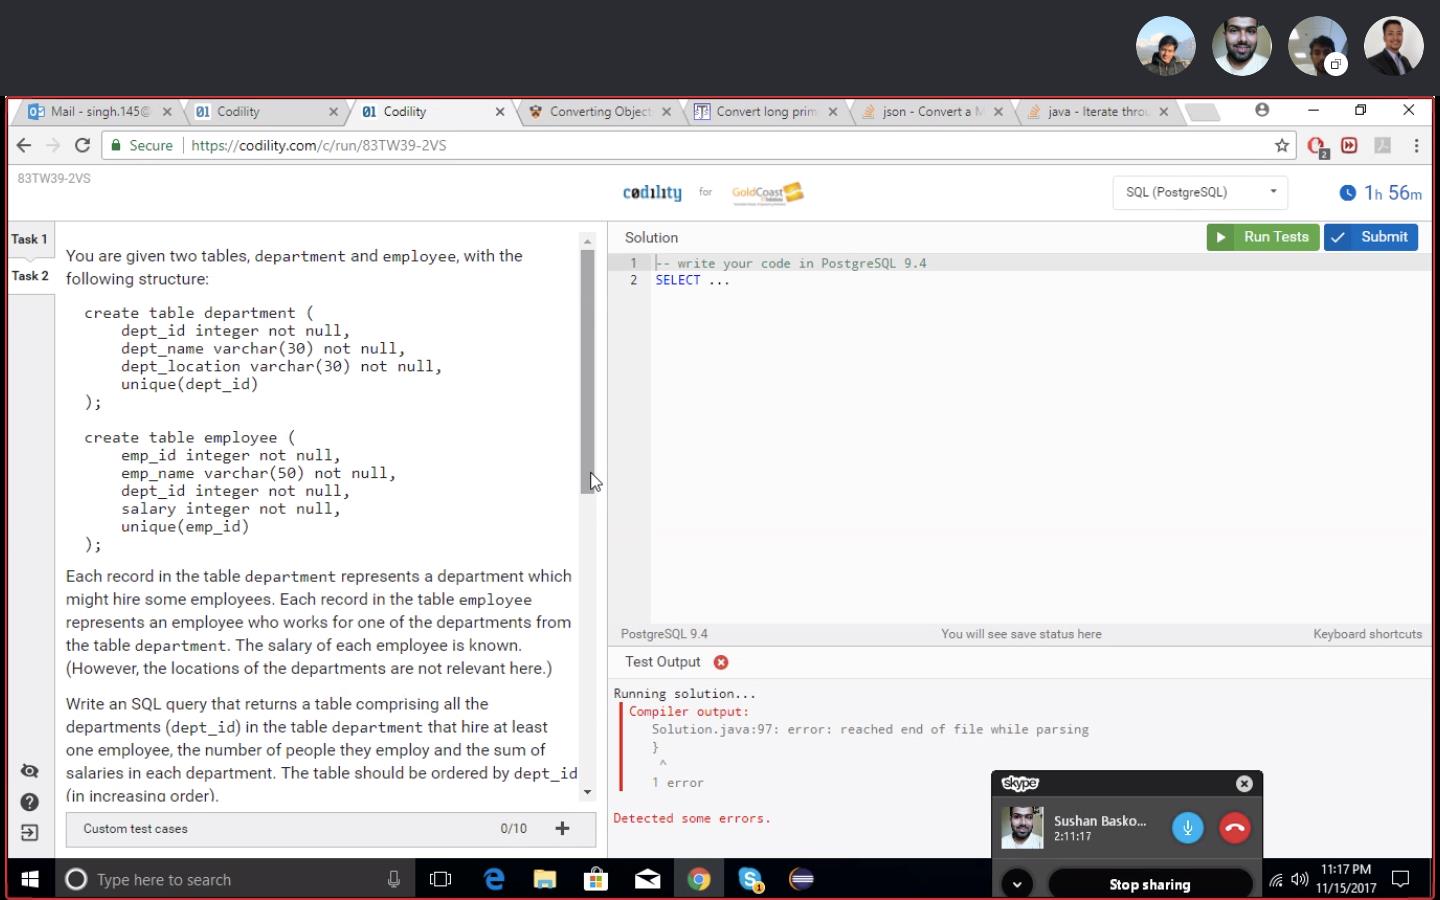 Mail - singh.145@
Codility
Codility
Converting Object
Convert long prim
json - Convert a M
java - Iterate throu
Secure
https://codility.com/c/run/83TW39-2VS
2
83TW39-2VS
codility
for
GoldCoast
SQL (PostgreSQL)
1h 56m
Task 1
Task 2
You are given two tables, department and employee, with the
following structure:
create table department (
dept_id integer not null,
dept_name varchar(30) not null,
dept_location varchar(30) not null,
unique(dept_id)
);
create table employee (
emp_id integer not null,
emp_name varchar(50) not null,
dept_id integer not null,
salary integer not null,
unique(emp_id)
);
Each record in the table department represents a department which
might hire some employees. Each record in the table employee
represents an employee who works for one of the departments from
the table department. The salary of each employee is known.
(However, the locations of the departments are not relevant here.)
Write an SQL query that returns a table comprising all the
departments (dept_id) in the table department that hire at least
one employee, the number of people they employ and the sum of
salaries in each department. The table should be ordered by dept_id
(in increasing order).
Custom test cases
0/10
Solution
Run Tests
Submit
1
-- write your code in PostgreSQL 9.4
2
SELECT ...
PostgreSQL 9.4
You will see save status here
Keyboard shortcuts
Test Output
Running solution...
Compiler output:
Solution.java:97: error: reached end of file while parsing
}
^
1 error
Detected some errors.
skype
Sushan Basko...
2:11:17
Stop sharing
Type here to search
1
11:17 PM
11/15/2017